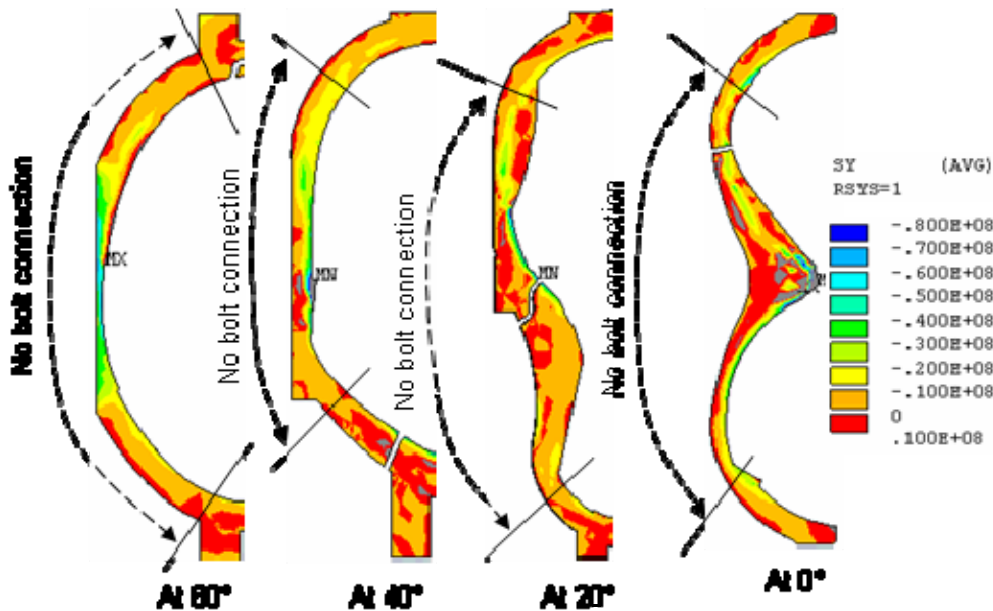 No bolt connection
MX
At 60°
No bolt connection
MN
At 40°
No bolt connection
MN
At 20°
No bolt connection
M
At 0°
SY (AVG)
RSYS=1
-.800E+08
-.700E+08
-.600E+08
-.500E+08
-.400E+08
-.300E+08
-.200E+08
-.100E+08
0
.100E+08